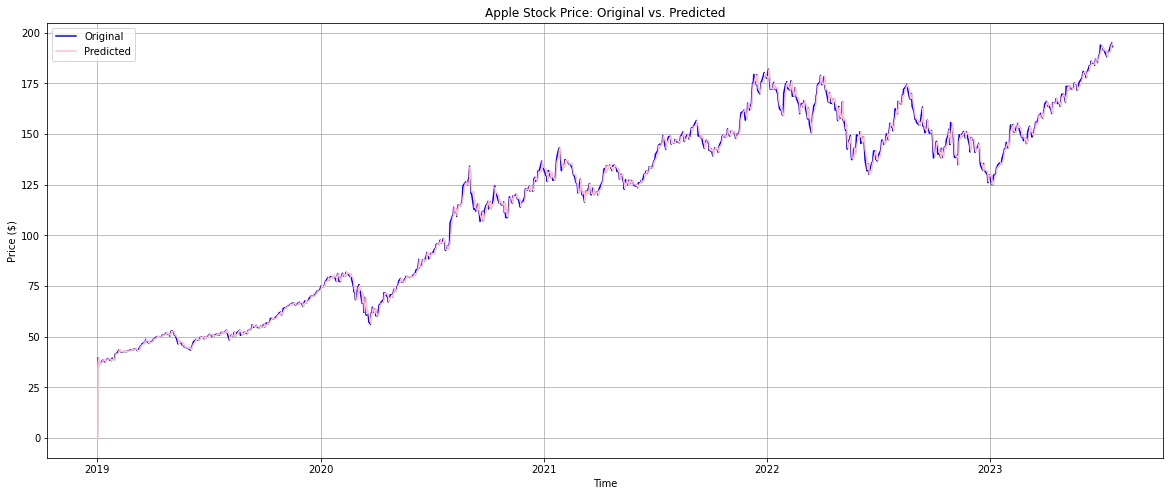 Apple Stock Price: Original vs. Predicted
Original
Predicted
Price ($)
200
175
150
125
100
75
50
25
0
2019 2020 2021 2022 2023
Time